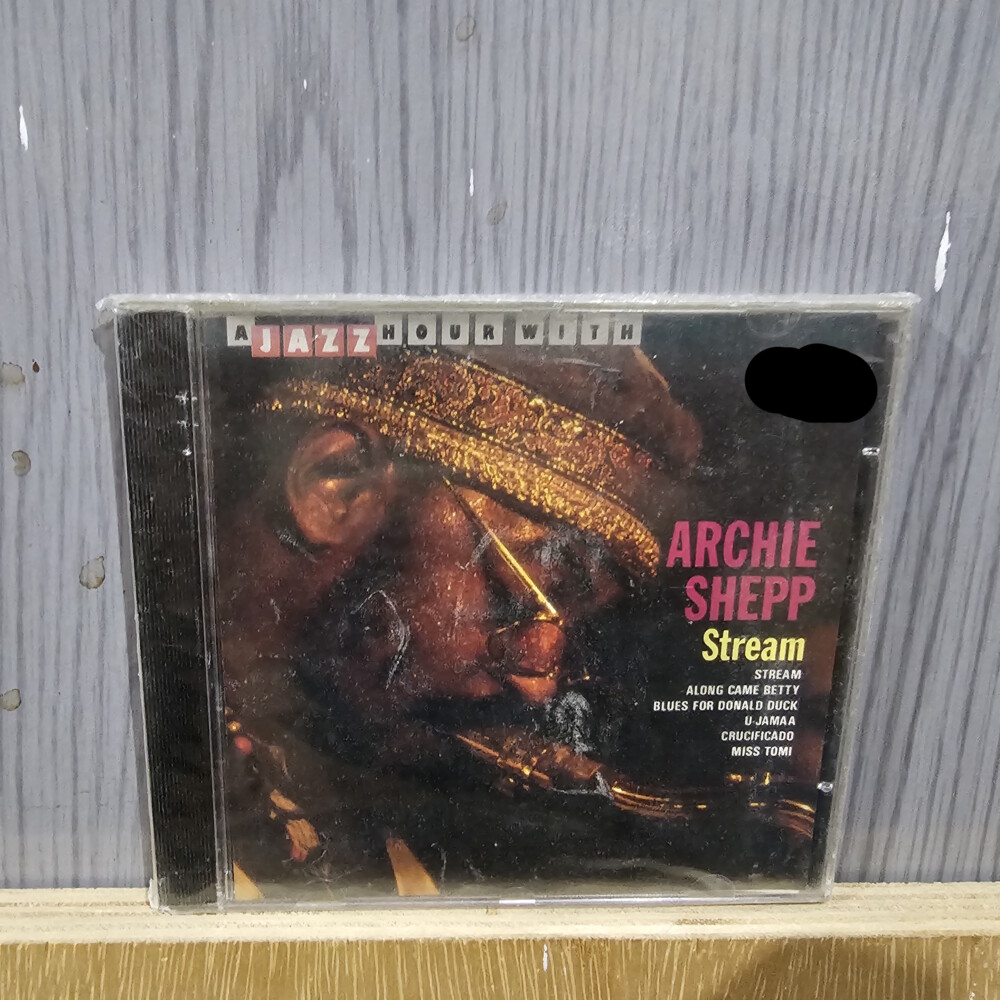 A JAZZ HOUR WITH
ARCHIE
SHEPP
Stream
STREAM
ALONG CAME BETTY
BLUES FOR DONALD DUCK
U-JAMAA
CRUCIFICADO
MISS TOMI